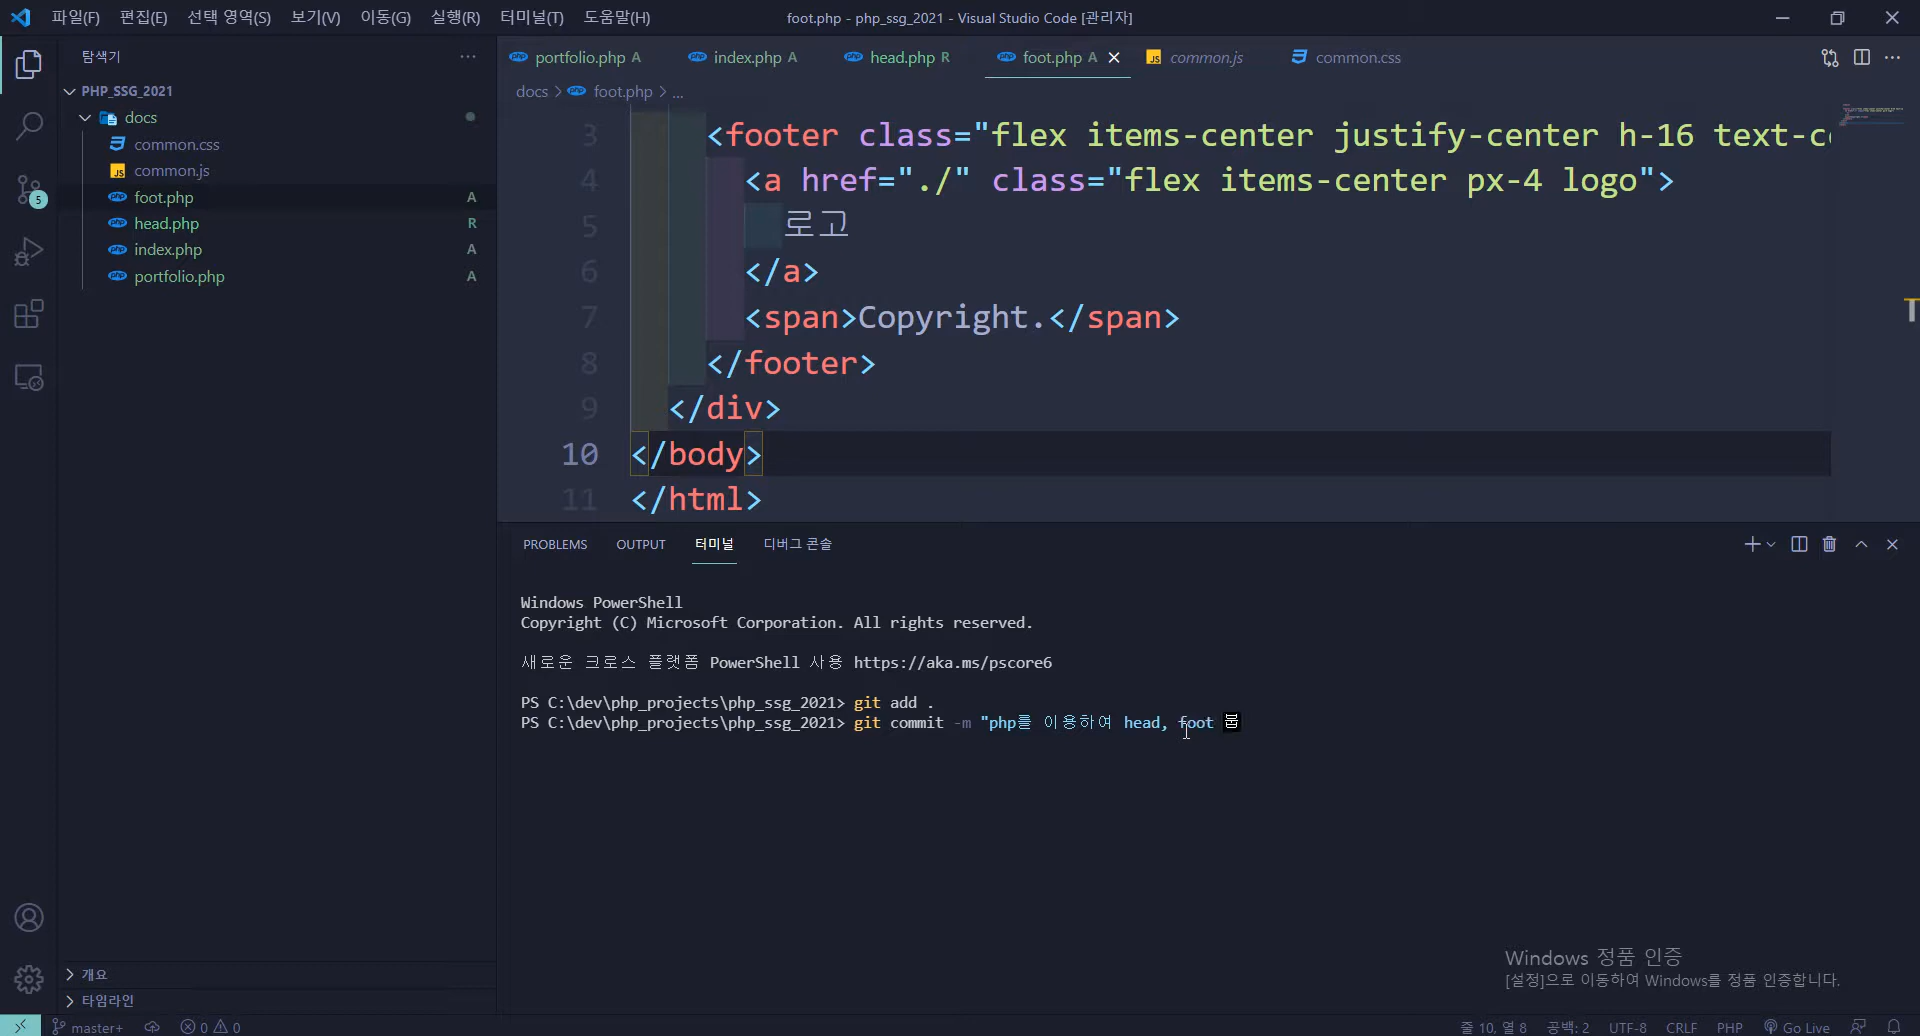 파일(F) 편집(E) 선택 영역(S) 보기(V) 이동(G) 실행(R) 터미널(T) 도움말(H) foot.php - php_ssg_2021 - Visual Studio Code [관리자]
탐색기
PHP_SSG_2021
docs
common.css
common.js
foot.php A
head.php R
index.php A
portfolio.php A
개요
타임라인
5
portfolio.php A index.php A head.php R foot.php A common.js common.css
docs > foot.php > ...
3 <footer class="flex items-center justify-center h-16 text-c
4 <a href="./" class="flex items-center px-4 logo">
5 로고
6 </a>
7 <span>Copyright.</span>
8 </footer>
9 </div>
10 </body>
11 </html>
PROBLEMS OUTPUT 터미널 디버그 콘솔
Windows PowerShell
Copyright (C) Microsoft Corporation. All rights reserved.
새로운 크로스 플랫폼 PowerShell 사용 https://aka.ms/pscore6
PS C:\dev\php_projects\php_ssg_2021> git add .
PS C:\dev\php_projects\php_ssg_2021> git commit -m "php를 이용하여 head, foot
Windows 정품 인증
[설정]으로 이동하여 Windows를 정품 인증합니다.
master+ 0 0 줄 10, 열 8 공백: 2 UTF-8 CRLF PHP Go Live